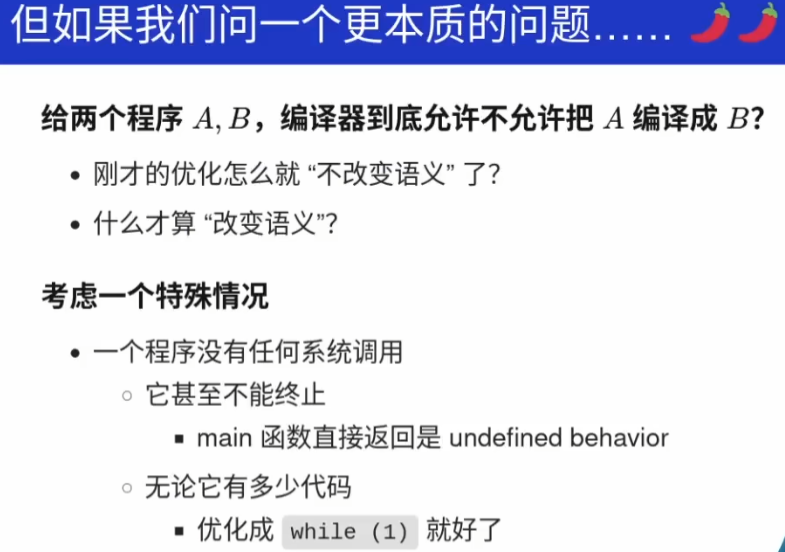 但如果我们问一个更本质的问题…… 🌶️🌶️
给两个程序 A, B，编译器到底允许不允许把 A 编译成 B？
• 刚才的优化怎么就 “不改变语义” 了？
• 什么才算 “改变语义”？
考虑一个特殊情况
• 一个程序没有任何系统调用
○ 它甚至不能终止
▪ main 函数直接返回是 undefined behavior
○ 无论它有多少代码
▪ 优化成 while (1) 就好了